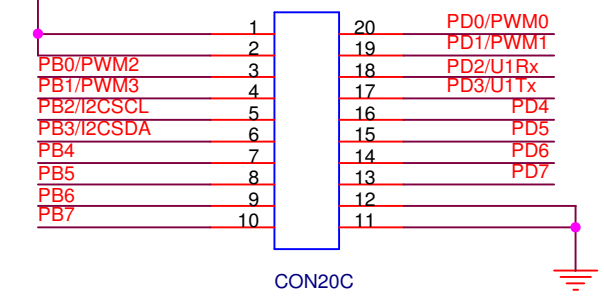 1 20 PD0/PWM0
2 19 PD1/PWM1
PB0/PWM2 3 18 PD2/U1Rx
PB1/PWM3 4 17 PD3/U1Tx
PB2/I2CSCL 5 16 PD4
PB3/I2CSDA 6 15 PD5
PB4 7 14 PD6
PB5 8 13 PD7
PB6 9 12
PB7 10 11
CON20C